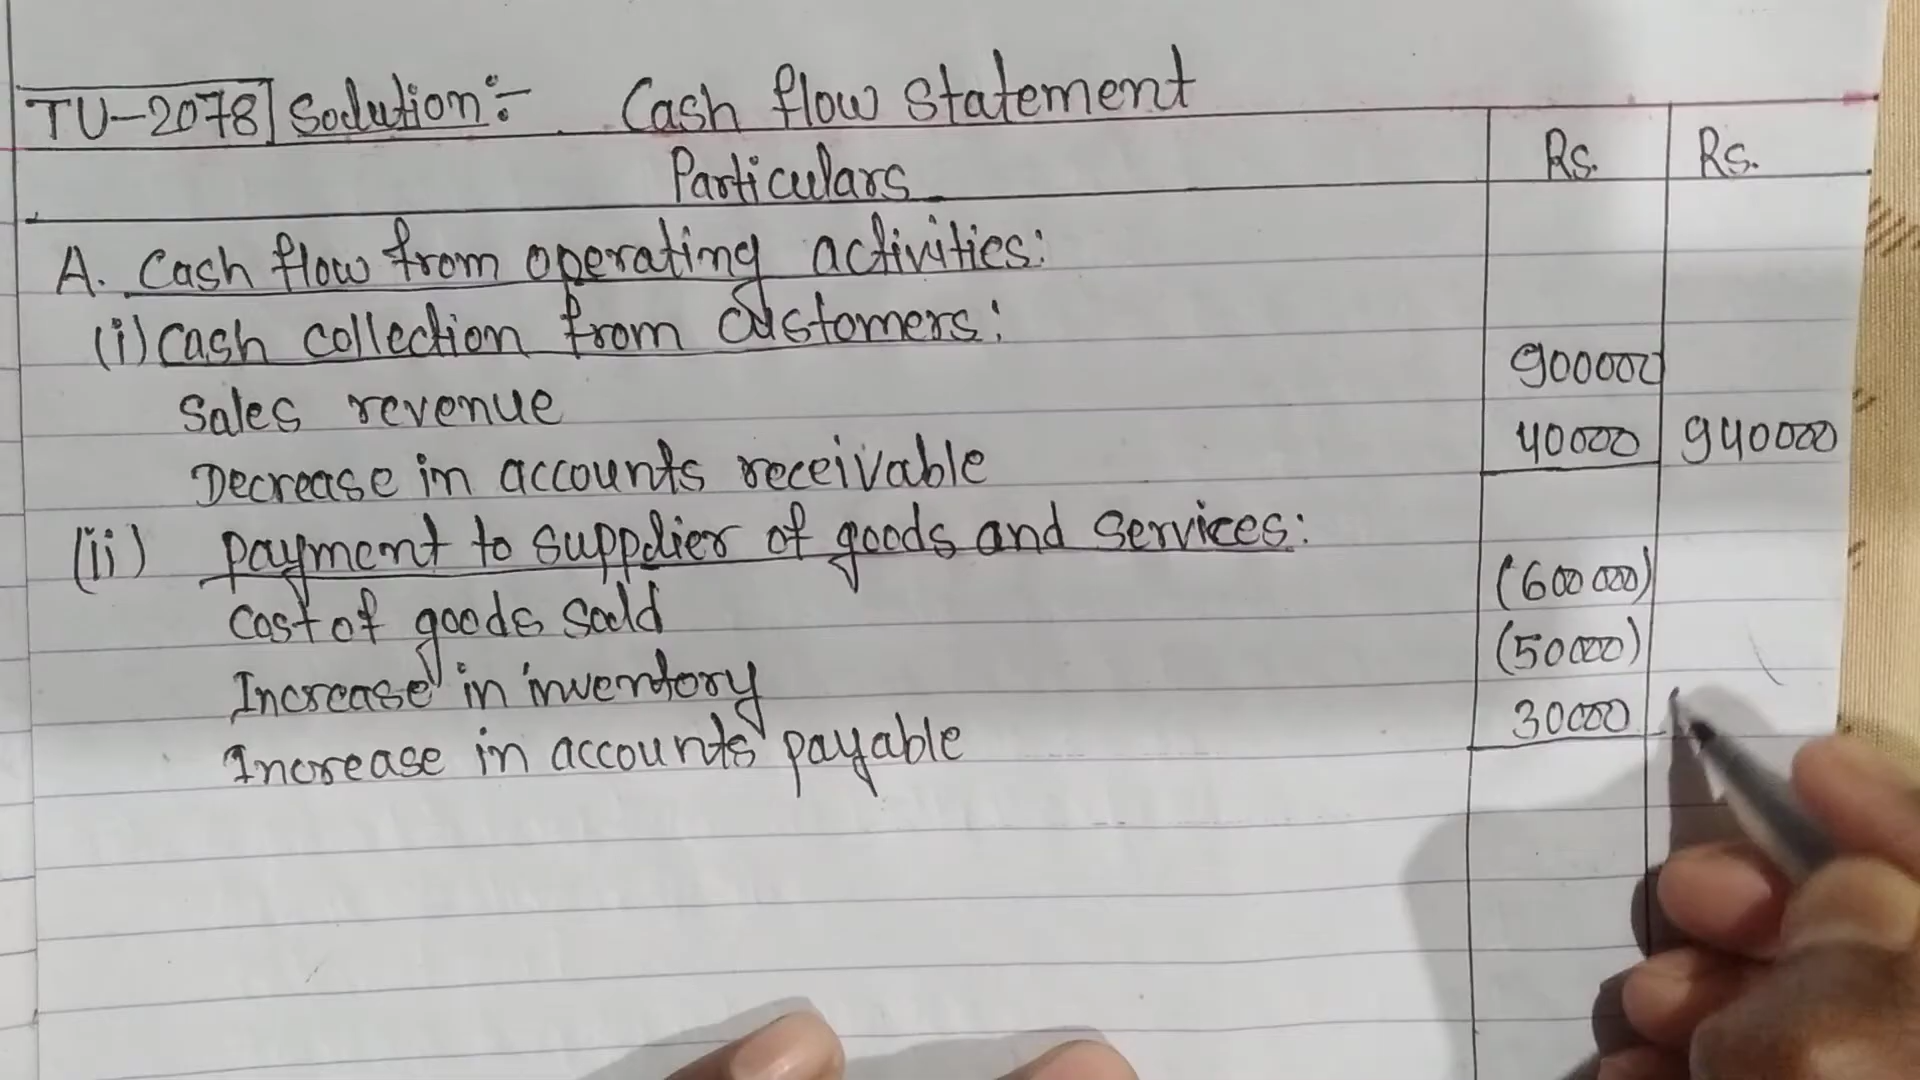 TU-2078 Solution:- Cash flow statement
Particulars Rs. Rs.
A. Cash flow from operating activities:
(i) Cash collection from customers:
Sales revenue 900000
Decrease in accounts receivable 40000 940000
(ii) Payment to supplier of goods and services:
Cost of goods sold (600000)
Increase in inventory (50000)
Increase in accounts payable 30000